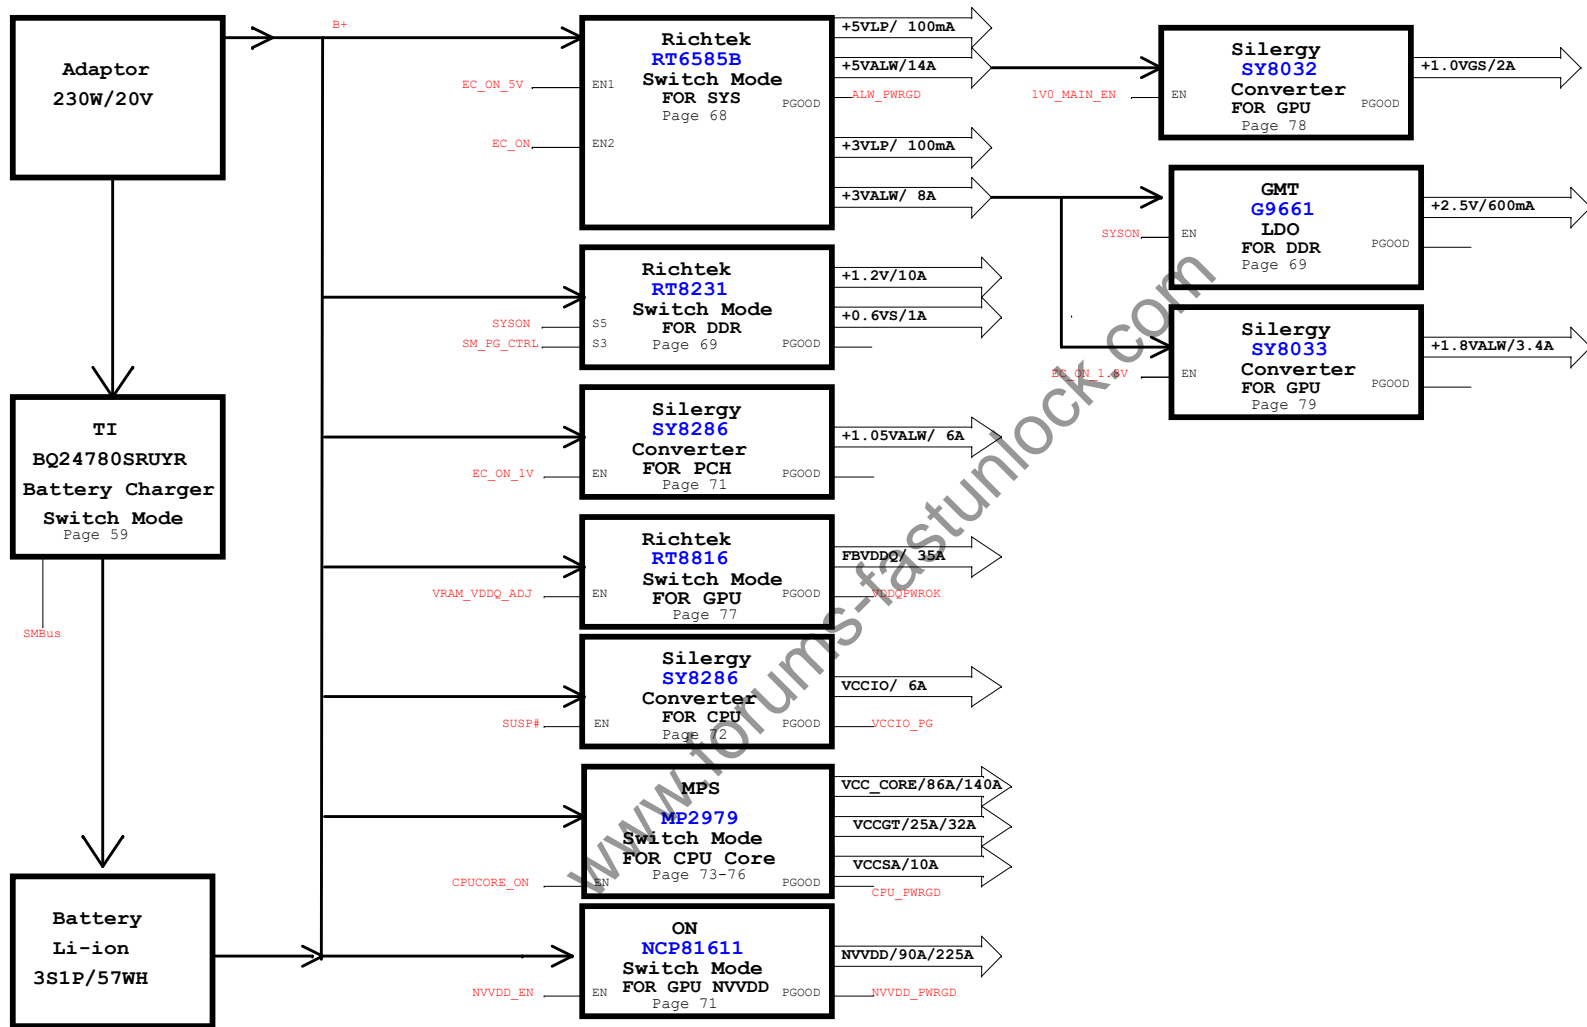 Adaptor
230W/20V
B+
TI
BQ24780SRUYR
Battery Charger
Switch Mode
Page 59
SMBus
Battery
Li-ion
3S1P/57WH
Richtek
RT6585B
Switch Mode
FOR SYS
Page 68
EC_ON_5V
EN1
EC_ON
EN2
PGOOD
+5VLP/ 100mA
+5VALW/14A
ALW_PWRGD
+3VLP/ 100mA
+3VALW/ 8A
Richtek
RT8231
Switch Mode
FOR DDR
Page 69
SYSON
S5
SM_PG_CTRL
S3
PGOOD
+1.2V/10A
+0.6VS/1A
Silergy
SY8286
Converter
FOR PCH
Page 71
EC_ON_1V
EN
PGOOD
+1.05VALW/ 6A
Richtek
RT8816
Switch Mode
FOR GPU
Page 77
VRAM_VDDQ_ADJ
EN
PGOOD
FBVDDQ/ 35A
VDDQPWROK
Silergy
SY8286
Converter
FOR CPU
Page 72
SUSP#
EN
PGOOD
VCCIO/ 6A
VCCIO_PG
MPS
MP2979
Switch Mode
FOR CPU Core
Page 73-76
CPUCORE_ON
EN
PGOOD
VCC_CORE/86A/140A
VCCGT/25A/32A
VCCSA/10A
CPU_PWRGD
ON
NCP81611
Switch Mode
FOR GPU NVVDD
Page 71
NVVDD_EN
EN
PGOOD
NVVDD/90A/225A
NVVDD_PWRGD
Silergy
SY8032
Converter
FOR GPU
Page 78
1V0_MAIN_EN
EN
PGOOD
+1.0VGS/2A
GMT
G9661
LDO
FOR DDR
Page 69
SYSON
EN
PGOOD
+2.5V/600mA
Silergy
SY8033
Converter
FOR GPU
Page 79
EC_ON_1.8V
EN
PGOOD
+1.8VALW/3.4A
www.forums-fastunlock.com